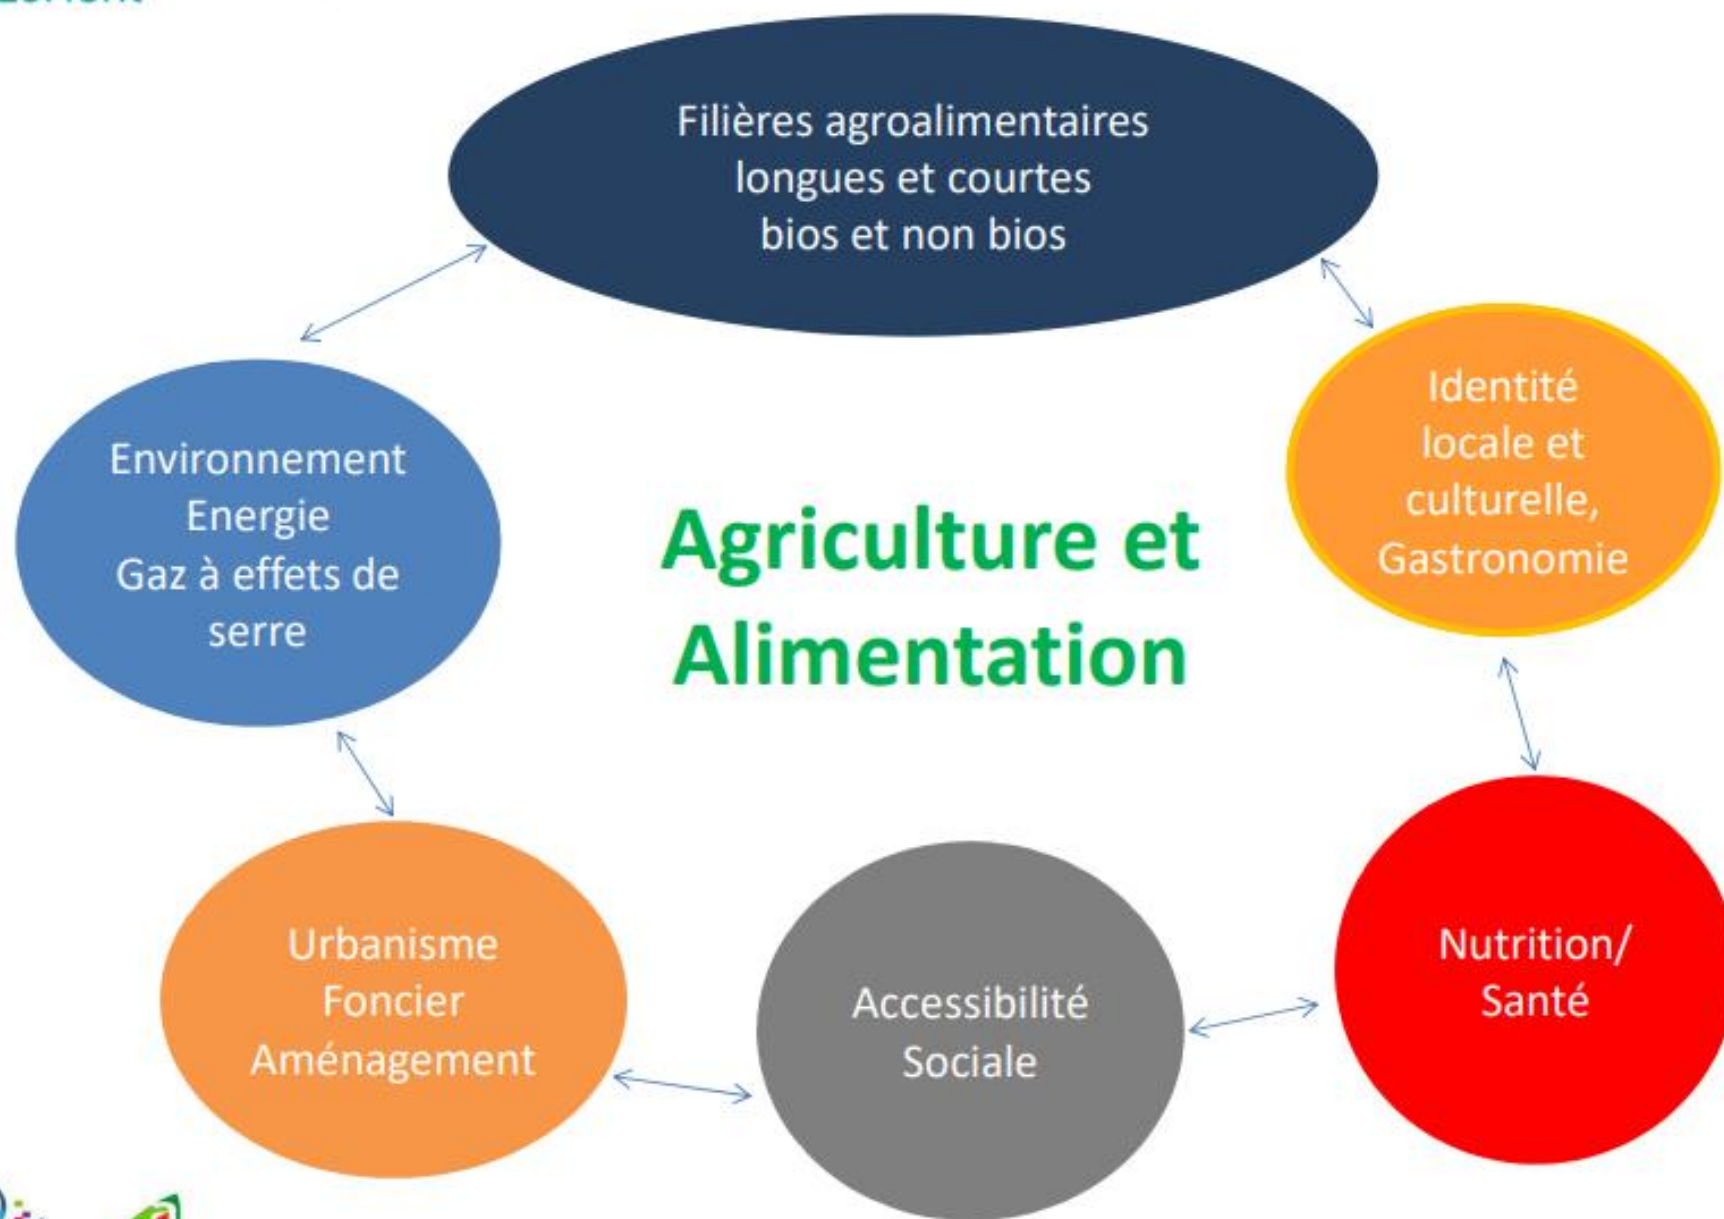 Filières agroalimentaires
longues et courtes
bios et non bios
Identité
locale et
culturelle,
Gastronomie
Environnement
Energie
Gaz à effets de
serre
Agriculture et
Alimentation
Nutrition/
Santé
Urbanisme
Foncier
Aménagement
Accessibilité
Sociale